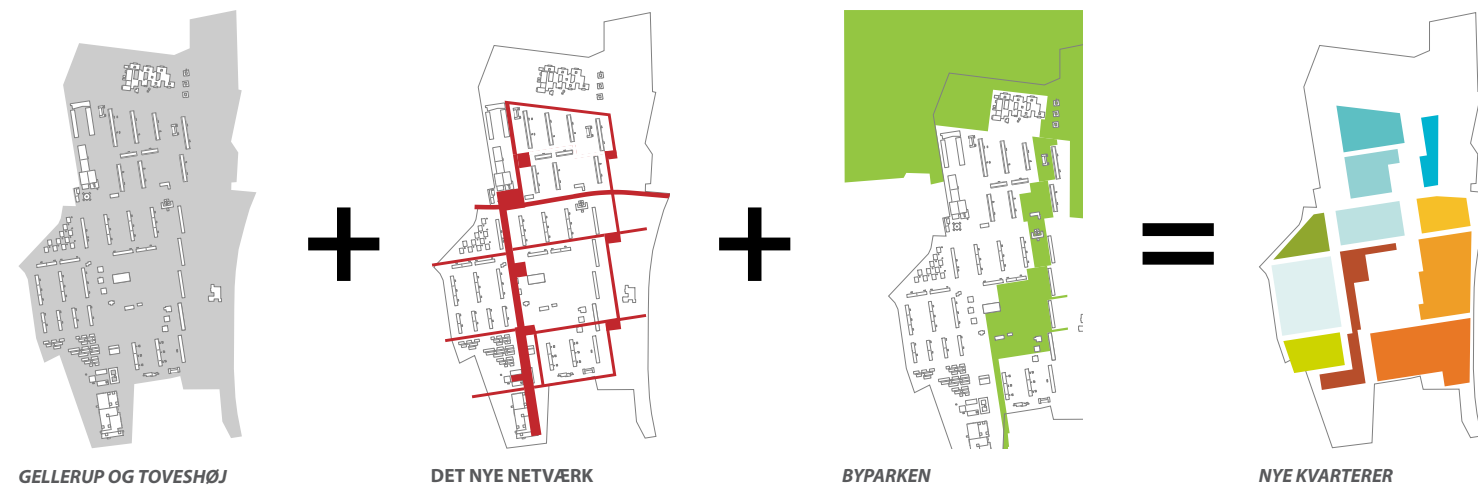 GELLERUP OG TOVESHØJ
DET NYE NETVÆRK
BYPARKEN
NYE KVARTERER